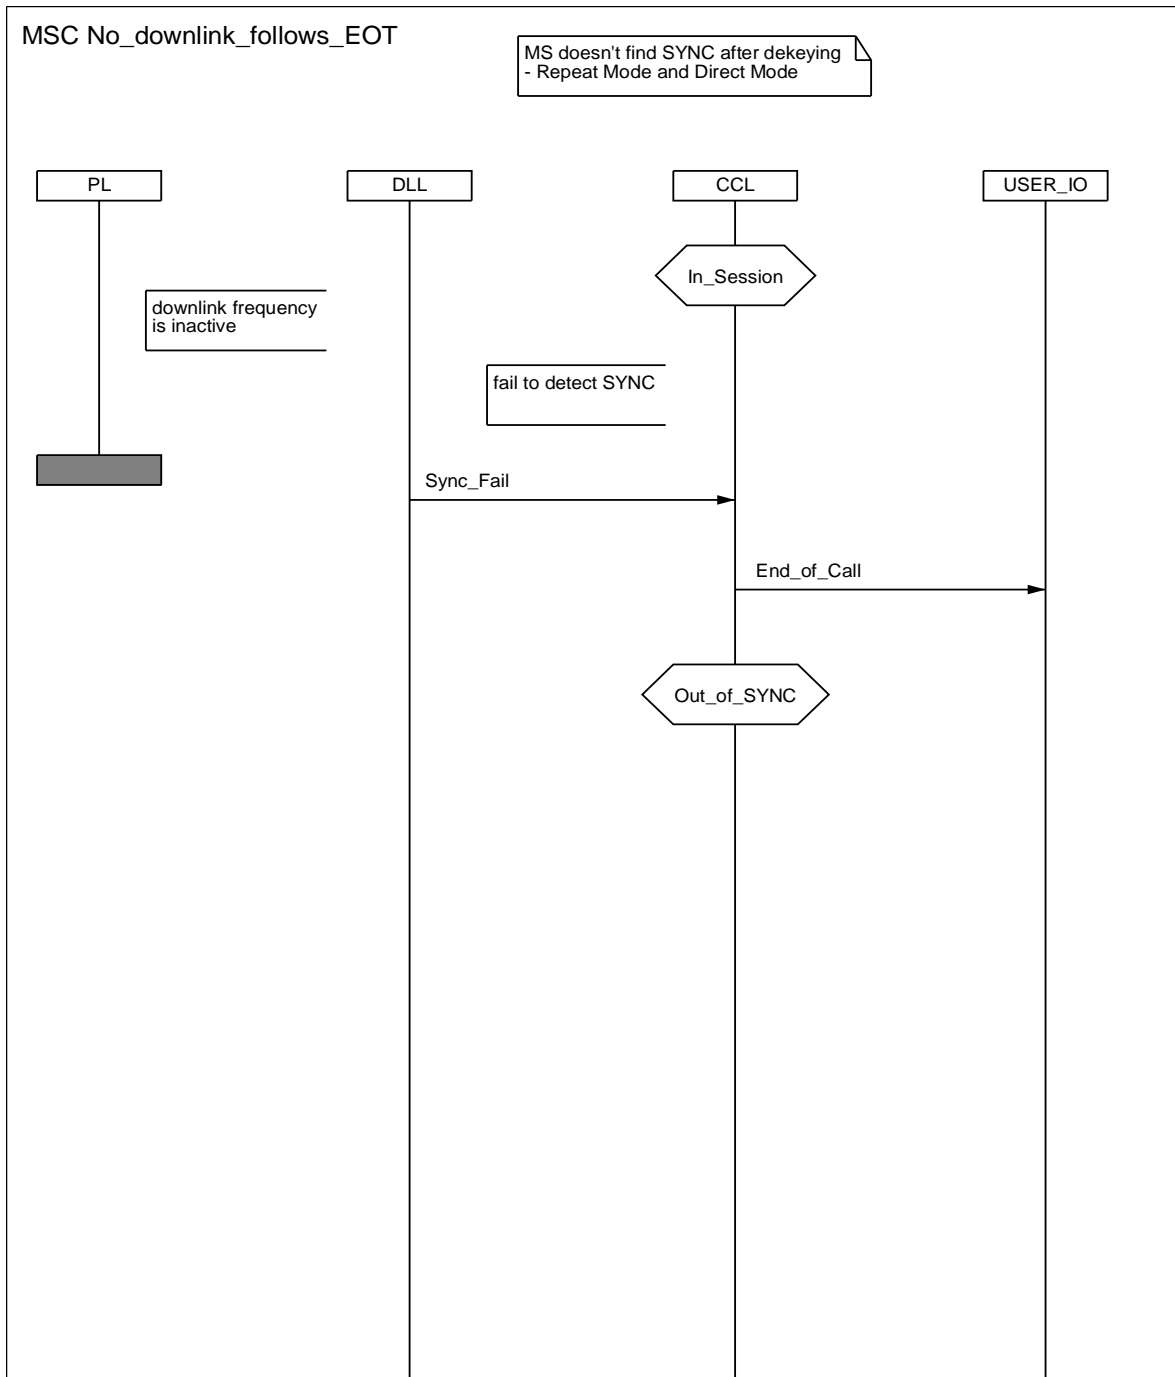 MSC No_downlink_follows_EOT
MS doesn't find SYNC after dekeying
- Repeat Mode and Direct Mode
PL
DLL
CCL
USER_IO
In_Session
downlink frequency
is inactive
fail to detect SYNC
Sync_Fail
End_of_Call
Out_of_SYNC